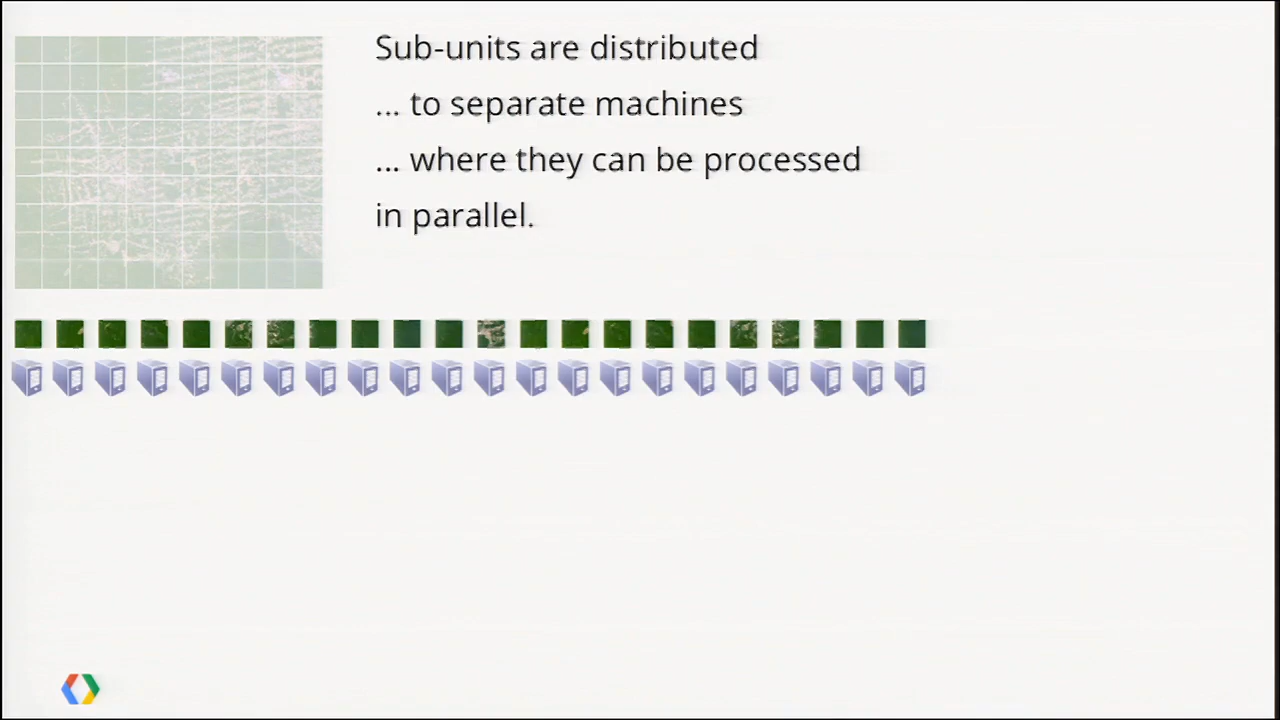 Sub-units are distributed
... to separate machines
... where they can be processed
in parallel.